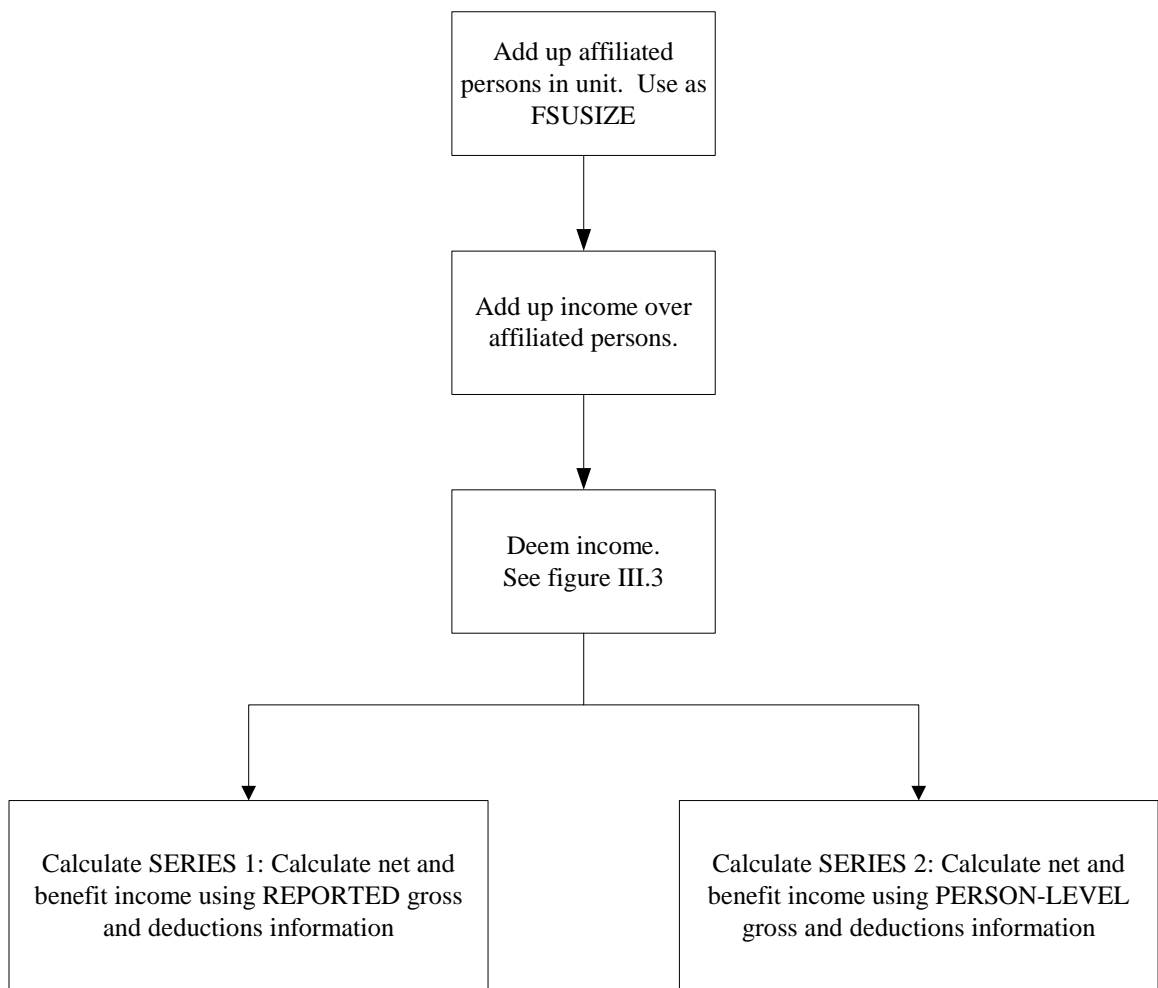 Add up affiliated
persons in unit.  Use as
FSUSIZE
Add up income over
affiliated persons.
Deem income.
See figure III.3
Calculate SERIES 1: Calculate net and
benefit income using REPORTED gross
and deductions information
Calculate SERIES 2: Calculate net and
benefit income using PERSON-LEVEL
gross and deductions information